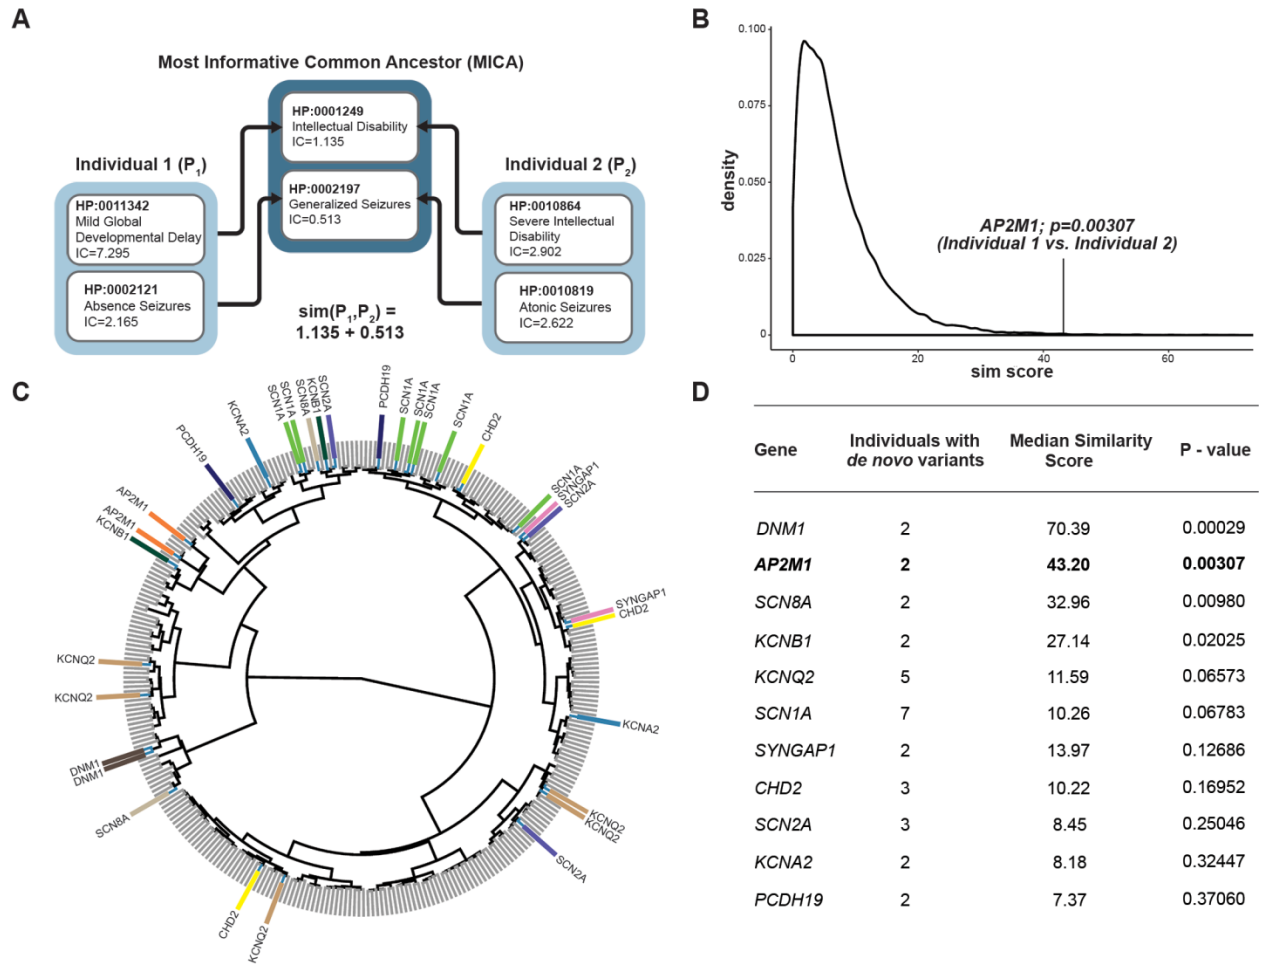 A
Most Informative Common Ancestor (MICA)
HP:0001249
Intellectual Disability
IC=1.135
HP:0002197
Generalized Seizures
IC=0.513
Individual 1 (P1)
HP:0011342
Mild Global
Developmental Delay
IC=7.295
HP:0002121
Absence Seizures
IC=2.165
Individual 2 (P2)
HP:0010864
Severe Intellectual
Disability
IC=2.902
HP:0010819
Atonic Seizures
IC=2.622
sim(P1,P2) =
1.135 + 0.513
B
0.100
0.075
0.050
0.025
0
density
AP2M1; p=0.00307
(Individual 1 vs. Individual 2)
0 20 40 60
sim score
C
PCDH19
KCNA2
SCN1A
SCN1A
SCN8A
KCNB1
SCN2A
PCDH19
SCN1A
SCN1A
SCN1A
SCN1A
CHD2
SCN1A
SYNGAP1
SCN2A
SYNGAP1
CHD2
KCNA2
KCNQ2
KCNQ2
SCN2A
KCNQ2
CHD2
SCN8A
DNM1
DNM1
KCNQ2
KCNQ2
KCNB1
AP2M1
AP2M1
D
Gene Individuals with de novo variants Median Similarity Score P - value
DNM1 2 70.39 0.00029
AP2M1 2 43.20 0.00307
SCN8A 2 32.96 0.00980
KCNB1 2 27.14 0.02025
KCNQ2 5 11.59 0.06573
SCN1A 7 10.26 0.06783
SYNGAP1 2 13.97 0.12686
CHD2 3 10.22 0.16952
SCN2A 3 8.45 0.25046
KCNA2 2 8.18 0.32447
PCDH19 2 7.37 0.37060